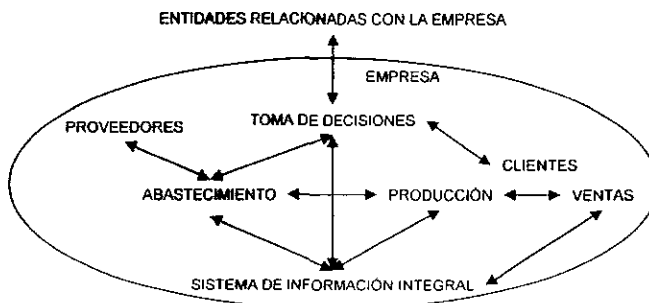 ENTIDADES RELACIONADAS CON LA EMPRESA
EMPRESA
TOMA DE DECISIONES
PROVEEDORES
CLIENTES
ABASTECIMIENTO
PRODUCCIÓN
VENTAS
SISTEMA DE INFORMACIÓN INTEGRAL